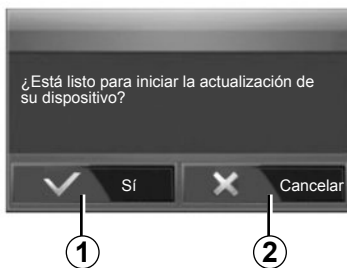 ¿Está listo para iniciar la actualización de
su dispositivo?
Sí
Cancelar
1
2